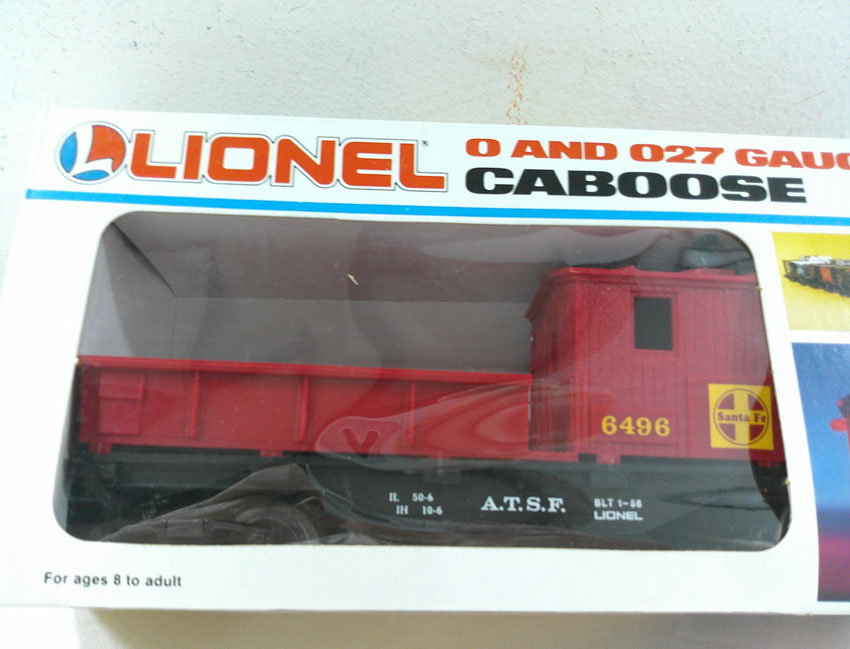 LIONEL®
O AND O27 GAUG
CABOOSE
6496
Santa Fe
IL 50-6
IH 10-6
A.T.S.F.
BLT 1-86
LIONEL
For ages 8 to adult